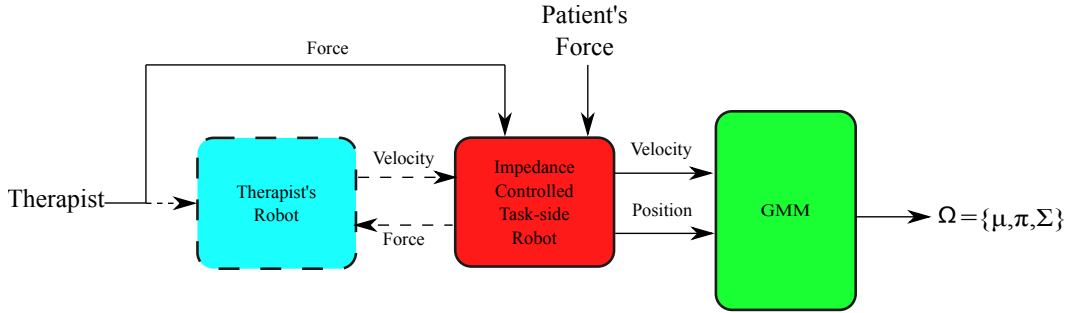 Patient's
Force
Force
Therapist
Therapist's
Robot
Velocity
Force
Impedance
Controlled
Task-side
Robot
Velocity
Position
GMM
Ω={μ,π,Σ}